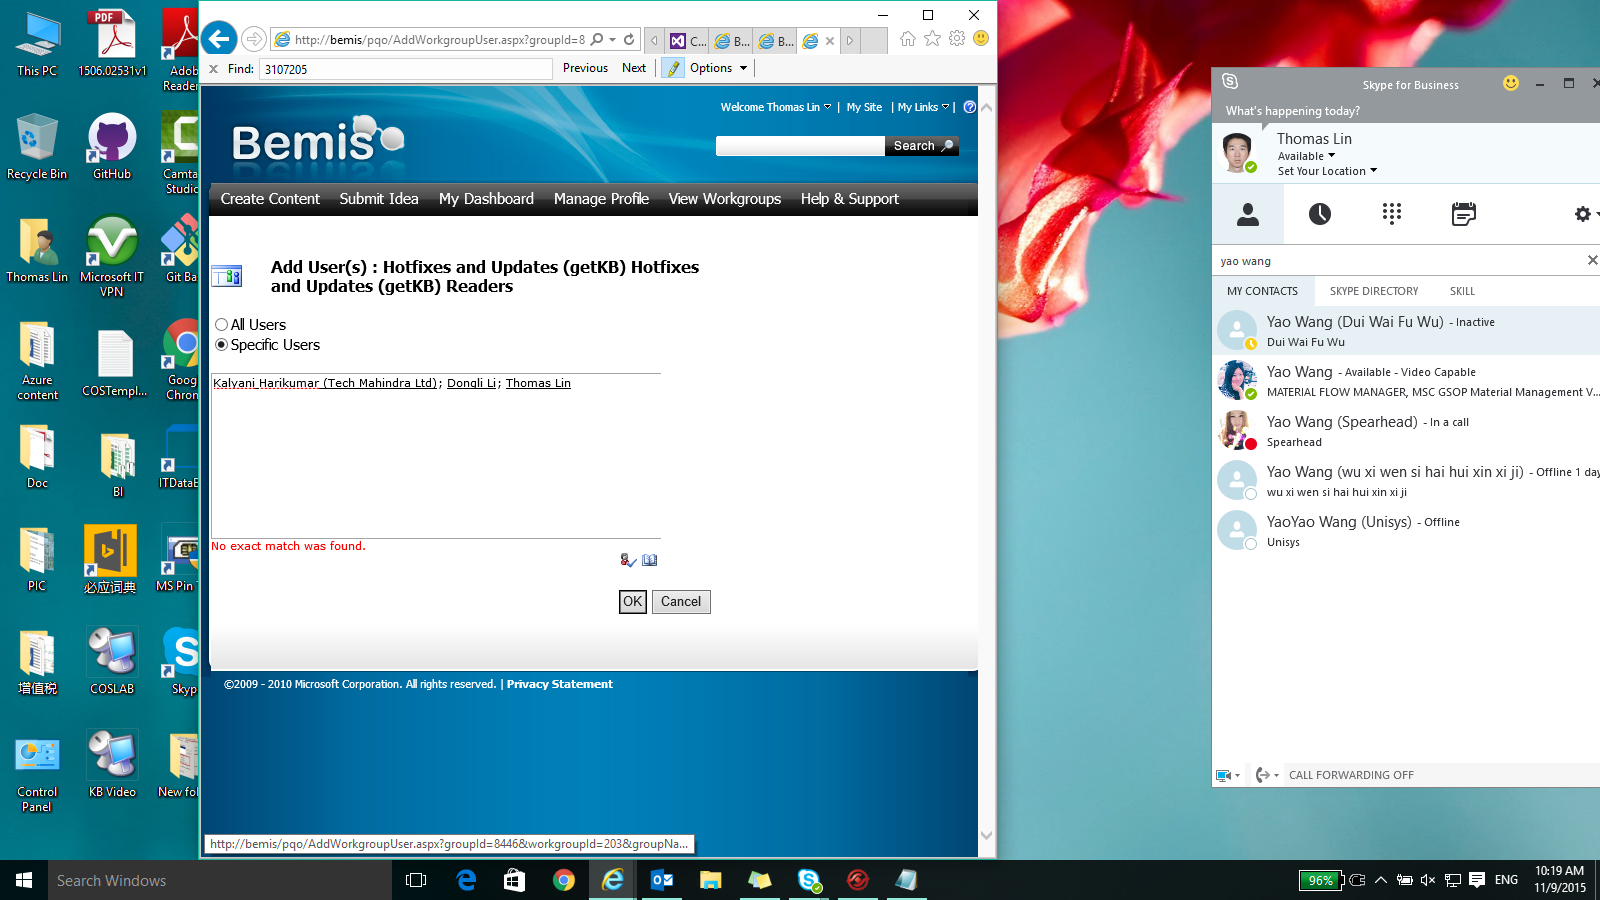 This PC
1506.02531v1
Adob
Reader
Recycle Bin
GitHub
Camta
Studio
Thomas Lin
Microsoft IT
VPN
Git Ba
Azure
content
COSTempl...
Goog
Chron
Doc
BI
ITDataB
PIC
必应词典
MS Pin T
增值税
COSLAB
Skyp
Control
Panel
KB Video
New fol
http://bemis/pqo/AddWorkgroupUser.aspx?groupId=8
C...
B...
B...
Find:
3107205
Previous
Next
Options
Welcome Thomas Lin
My Site
My Links
Bemis
Search
Create Content
Submit Idea
My Dashboard
Manage Profile
View Workgroups
Help & Support
Add User(s) : Hotfixes and Updates (getKB) Hotfixes
and Updates (getKB) Readers
All Users
Specific Users
Kalyani Harikumar (Tech Mahindra Ltd); Dongli Li; Thomas Lin
No exact match was found.
OK
Cancel
©2009 - 2010 Microsoft Corporation. All rights reserved. | Privacy Statement
http://bemis/pqo/AddWorkgroupUser.aspx?groupId=8446&workgroupId=203&groupNa...
Skype for Business
What's happening today?
Thomas Lin
Available
Set Your Location
yao wang
MY CONTACTS
SKYPE DIRECTORY
SKILL
Yao Wang (Dui Wai Fu Wu) - Inactive
Dui Wai Fu Wu
Yao Wang - Available - Video Capable
MATERIAL FLOW MANAGER, MSC GSOP Material Management V...
Yao Wang (Spearhead) - In a call
Spearhead
Yao Wang (wu xi wen si hai hui xin xi ji) - Offline 1 day
wu xi wen si hai hui xin xi ji
YaoYao Wang (Unisys) - Offline
Unisys
CALL FORWARDING OFF
Search Windows
96%
ENG
10:19 AM
11/9/2015